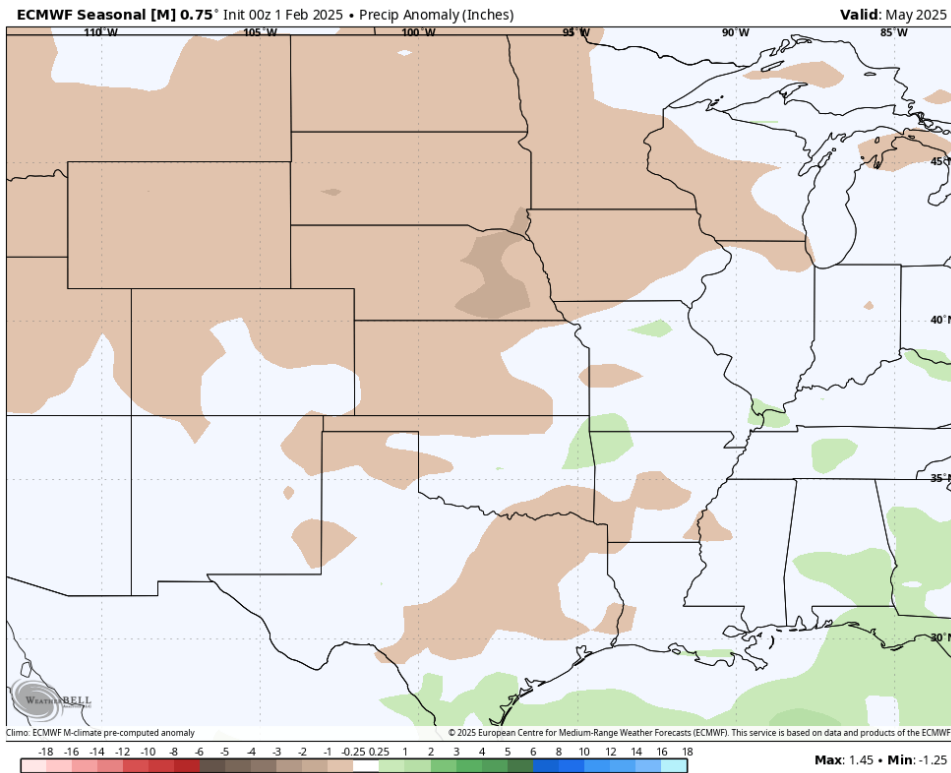 ECMWF Seasonal [M] 0.75° Init 00z 1 Feb 2025 • Precip Anomaly (Inches) Valid: May 2025
110°W 105°W 100°W 95°W 90°W 85°W
45°
40°N
35°N
30°N
WEATHERBELL
Climo: ECMWF M-climate pre-computed anomaly © 2025 European Centre for Medium-Range Weather Forecasts (ECMWF). This service is based on data and products of the ECMWF
-18 -16 -14 -12 -10 -8 -6 -5 -4 -3 -2 -1 -0.25 0.25 1 2 3 4 5 6 8 10 12 14 16 18
Max: 1.45 • Min: -1.25